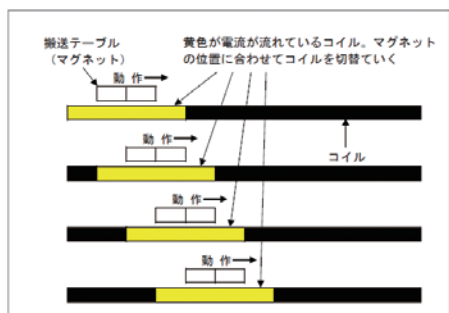 搬送テーブル
（マグネット）
黄色が電流が流れているコイル。マグネット
の位置に合わせてコイルを切替ていく
動 作
コイル
動 作
動 作
動 作